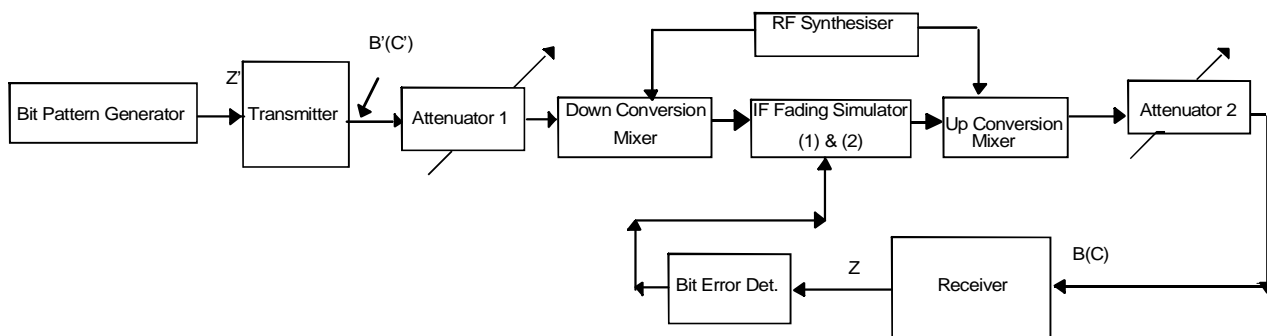 RF Synthesiser
B'(C')
Z'
Bit Pattern Generator
Transmitter
Attenuator 1
Down Conversion
Mixer
IF Fading Simulator
(1) & (2)
Up Conversion
Mixer
Attenuator 2
Bit Error Det.
Z
Receiver
B(C)